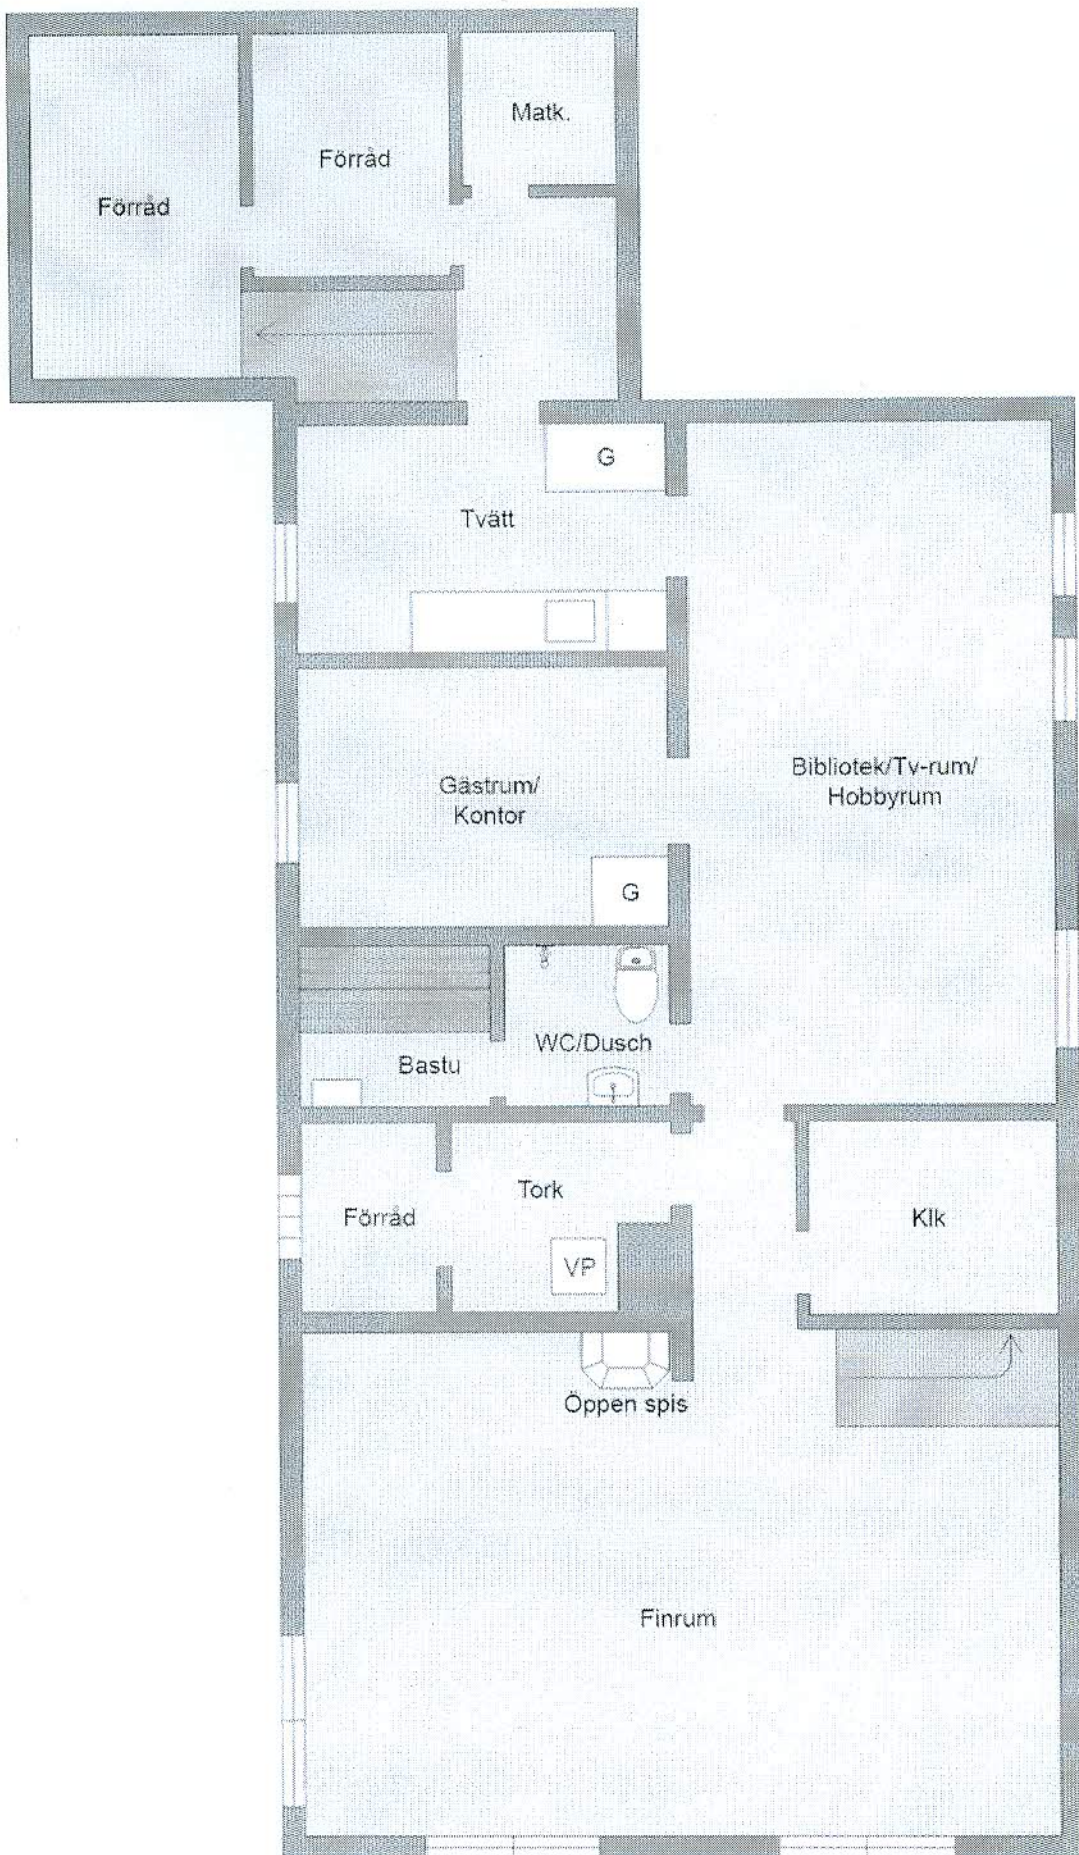 Matk.
Förråd
Förråd
G
Tvätt
Bibliotek/Tv-rum/
Hobbyrum
Gästrum/
Kontor
G
WC/Dusch
Bastu
Tork
Förråd
Klk
VP
Öppen spis
Finrum